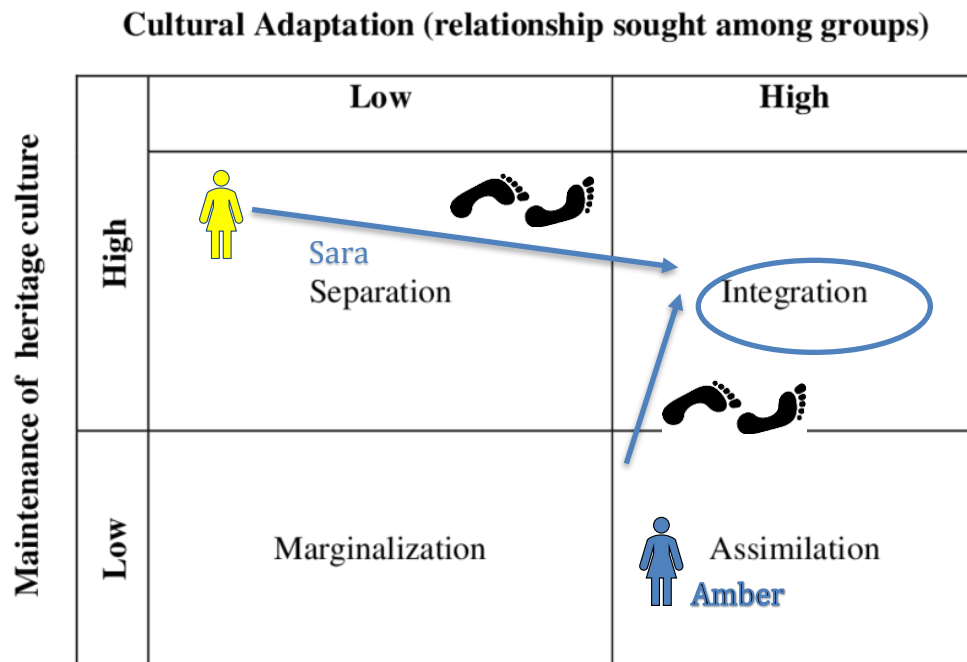 Cultural Adaptation (relationship sought among groups)
Low
High
Maintenance of heritage culture
High
Sara
Separation
Integration
Low
Marginalization
Assimilation
Amber